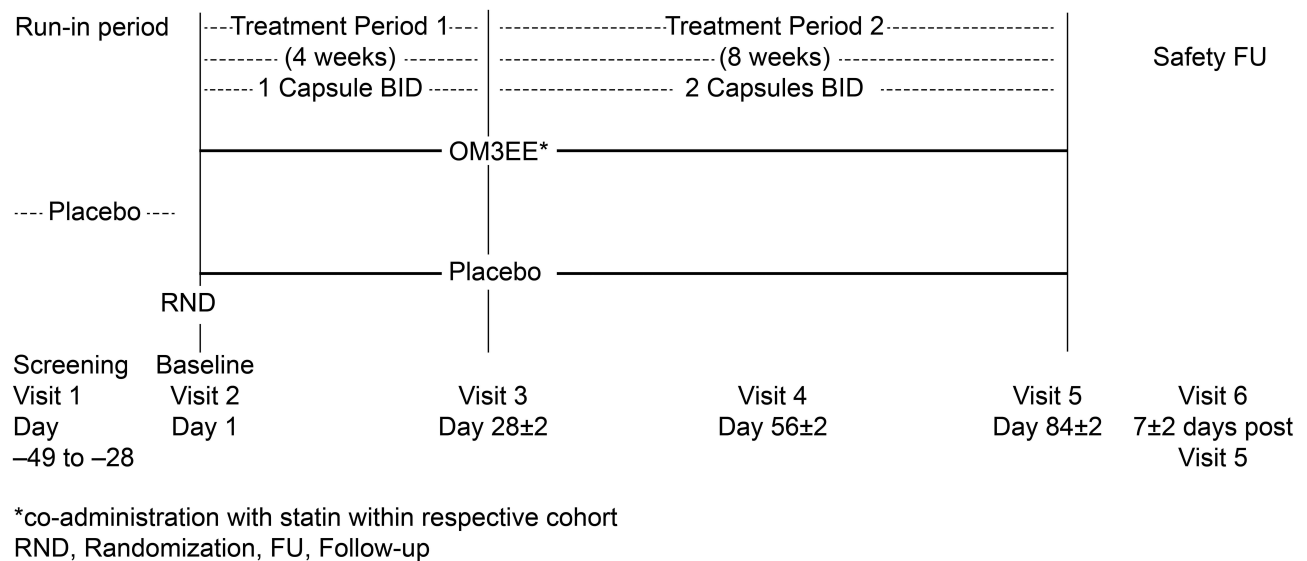 Run-in period
Treatment Period 1
Treatment Period 2
(4 weeks)
(8 weeks)
Safety FU
1 Capsule BID
2 Capsules BID
OM3EE*
Placebo
Placebo
RND
Screening Baseline
Visit 1 Visit 2 Visit 3 Visit 4 Visit 5 Visit 6
Day Day 1 Day 28±2 Day 56±2 Day 84±2 7±2 days post
–49 to –28 Visit 5
*co-administration with statin within respective cohort
RND, Randomization, FU, Follow-up